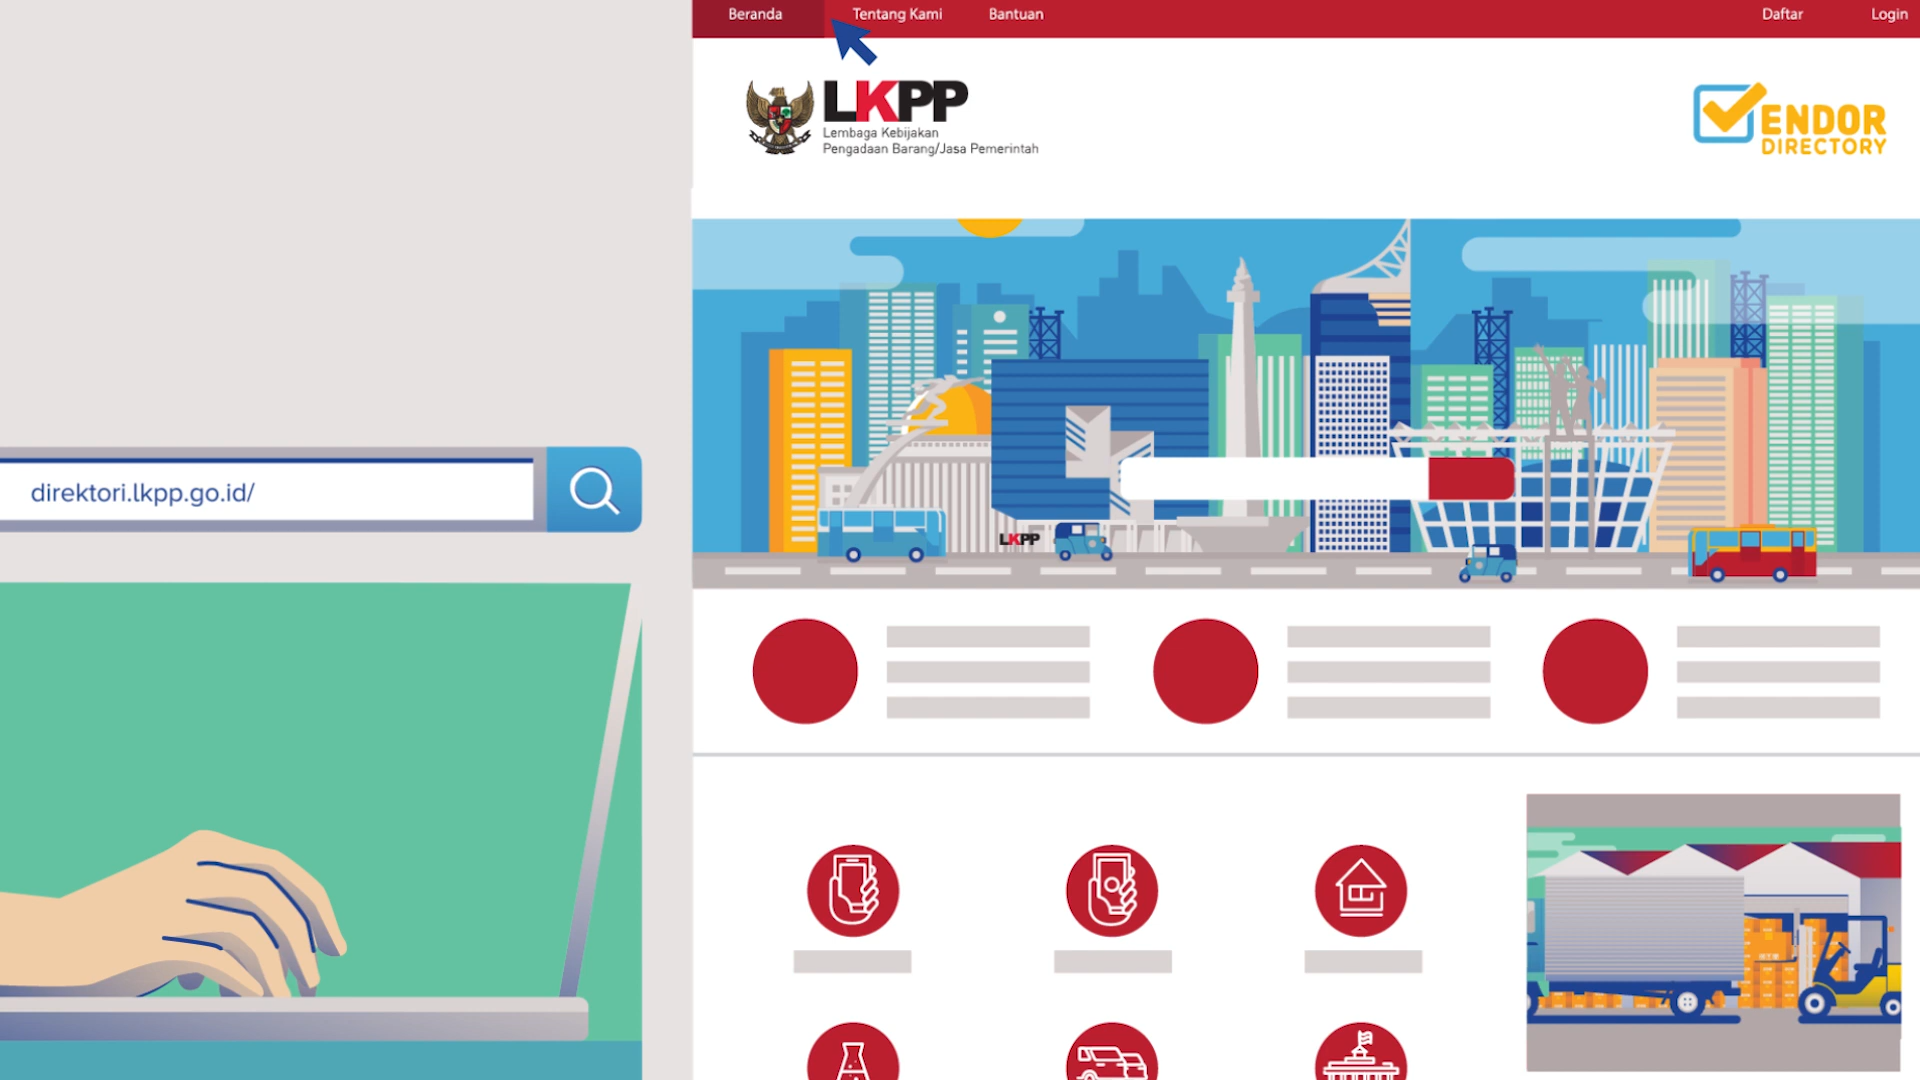 Beranda Tentang Kami Bantuan Daftar Login
LKPP
Lembaga Kebijakan
Pengadaan Barang/Jasa Pemerintah
ENDOR
DIRECTORY
direktori.lkpp.go.id/
LKPP